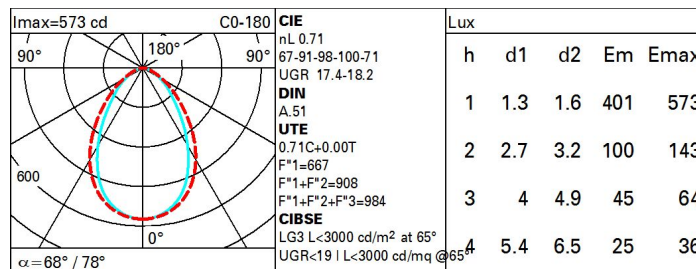 Imax=573 cd C0-180
90° 180° 90°
600
0°
α=68° / 78°
CIE
nL 0.71
67-91-98-100-71
UGR 17.4-18.2
DIN
A.51
UTE
0.71C+0.00T
F"1=667
F"1+F"2=908
F"1+F"2+F"3=984
CIBSE
LG3 L<3000 cd/m² at 65°
UGR<19 | L<3000 cd/mq @65°
Lux
h d1 d2 Em Emax
1 1.3 1.6 401 573
2 2.7 3.2 100 143
3 4 4.9 45 64
4 5.4 6.5 25 36